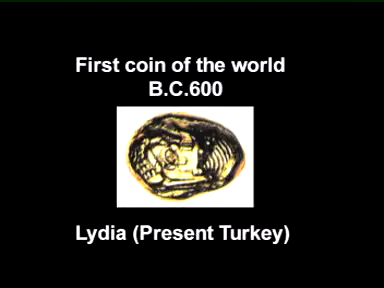 First coin of the world
B.C.600
Lydia (Present Turkey)